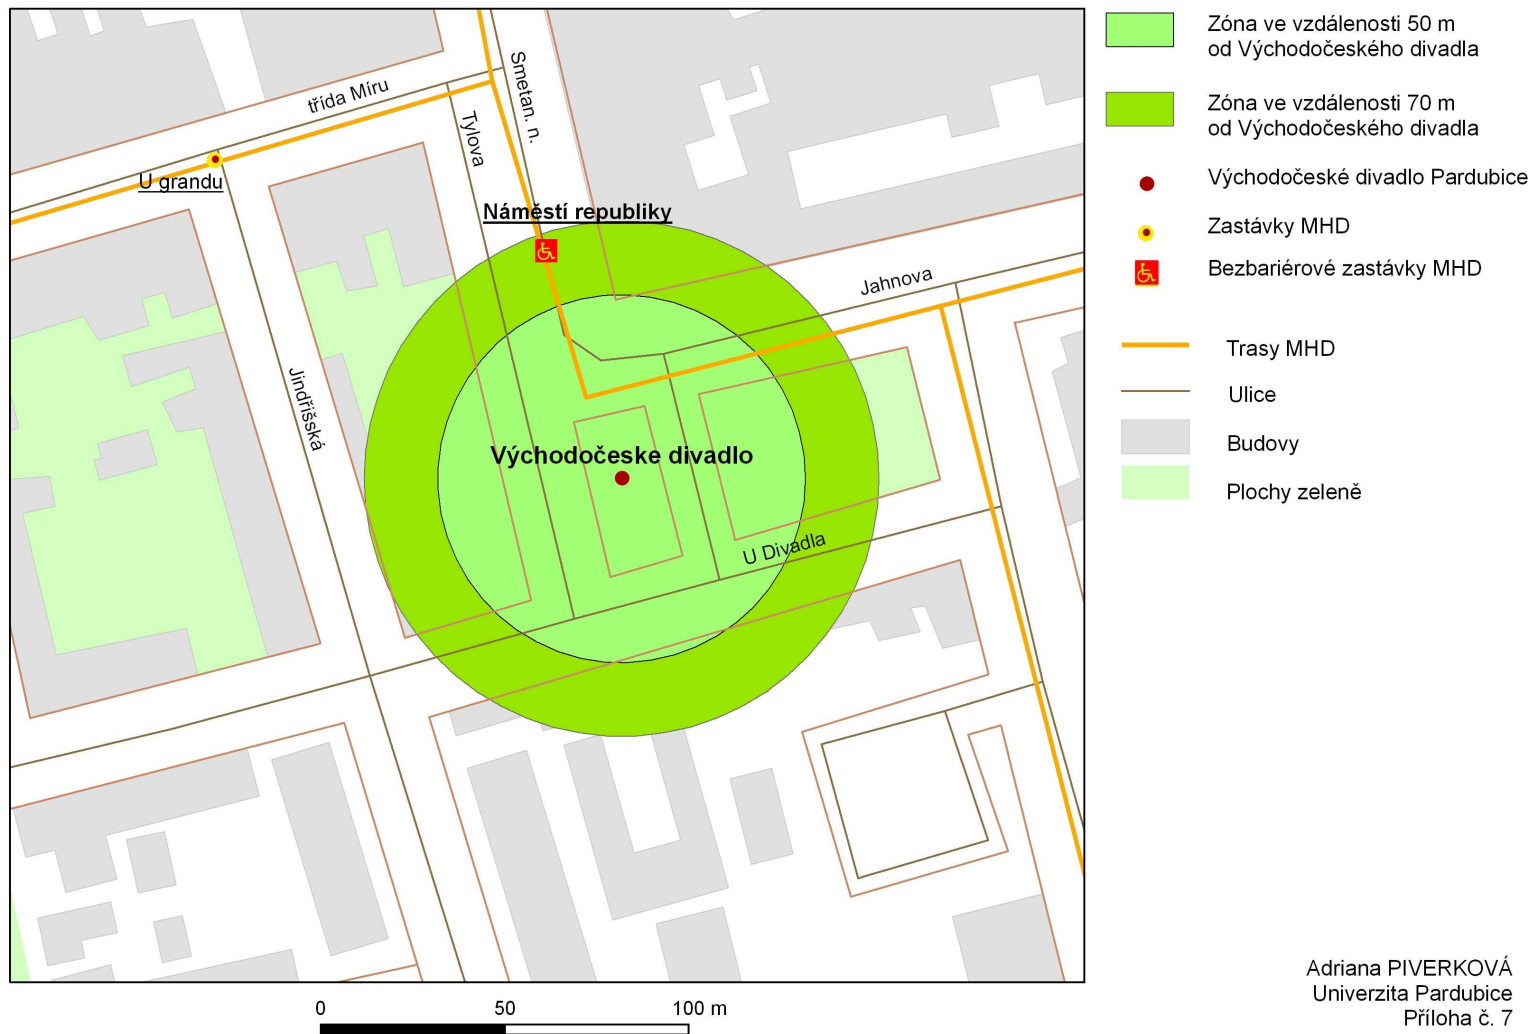 třída Míru
Smetan. n.
Tylova
U grandu
Náměstí republiky
Jahnova
Jindřišská
Východočeske divadlo
U Divadla
Zóna ve vzdálenosti 50 m
od Východočeského divadla
Zóna ve vzdálenosti 70 m
od Východočeského divadla
Východočeské divadlo Pardubice
Zastávky MHD
Bezbariérové zastávky MHD
Trasy MHD
Ulice
Budovy
Plochy zeleně
0 50 100 m
Adriana PIVERKOVÁ
Univerzita Pardubice
Příloha č. 7